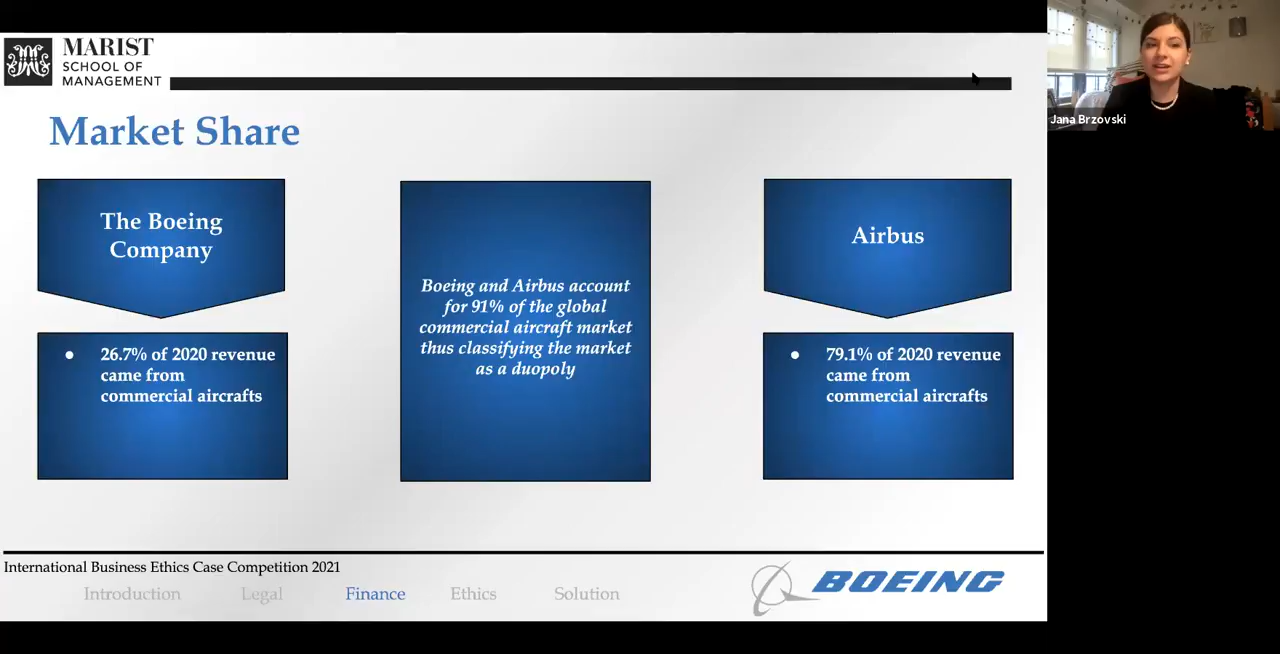 MARIST
SCHOOL OF
MANAGEMENT
Jana Brzovski
Market Share
The Boeing
Company
26.7% of 2020 revenue
came from
commercial aircrafts
Boeing and Airbus account
for 91% of the global
commercial aircraft market
thus classifying the market
as a duopoly
Airbus
79.1% of 2020 revenue
came from
commercial aircrafts
International Business Ethics Case Competition 2021
Introduction Legal Finance Ethics Solution
BOEING